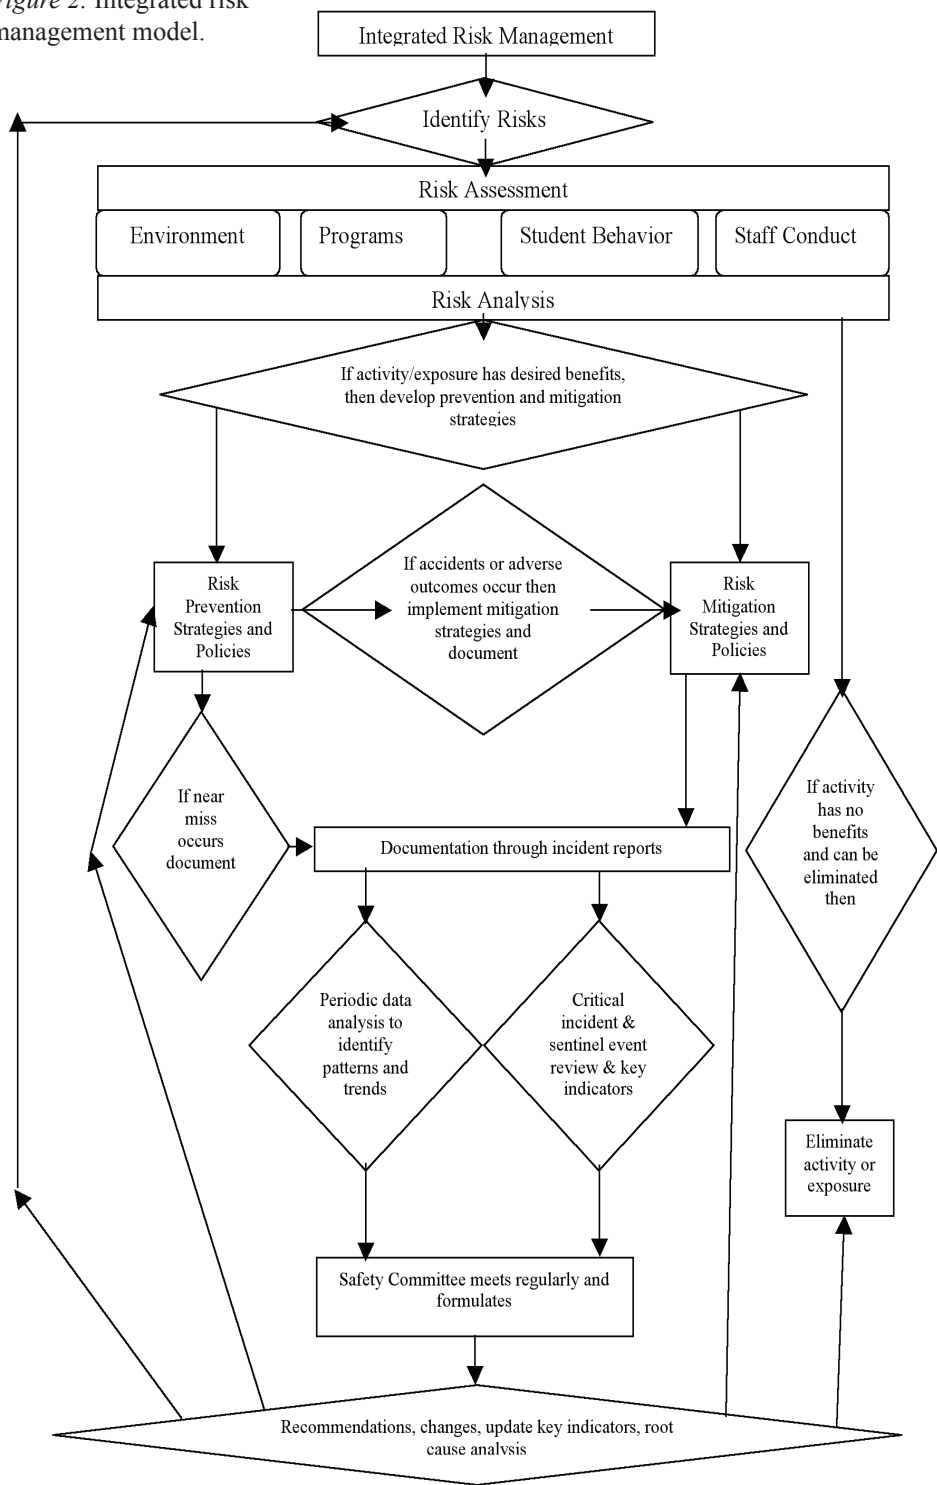 Figure 2. Integrated risk
management model.
Integrated Risk Management
Identify Risks
Risk Assessment
Environment
Programs
Student Behavior
Staff Conduct
Risk Analysis
If activity/exposure has desired benefits,
then develop prevention and mitigation
strategies
Risk
Prevention
Strategies and
Policies
If accidents or adverse
outcomes occur then
implement mitigation
strategies and
document
Risk
Mitigation
Strategies and
Policies
If near
miss
occurs
document
Documentation through incident reports
If activity
has no
benefits
and can be
eliminated
then
Periodic data
analysis to
identify
patterns and
trends
Critical
incident &
sentinel event
review & key
indicators
Eliminate
activity or
exposure
Safety Committee meets regularly and
formulates
Recommendations, changes, update key indicators, root
cause analysis